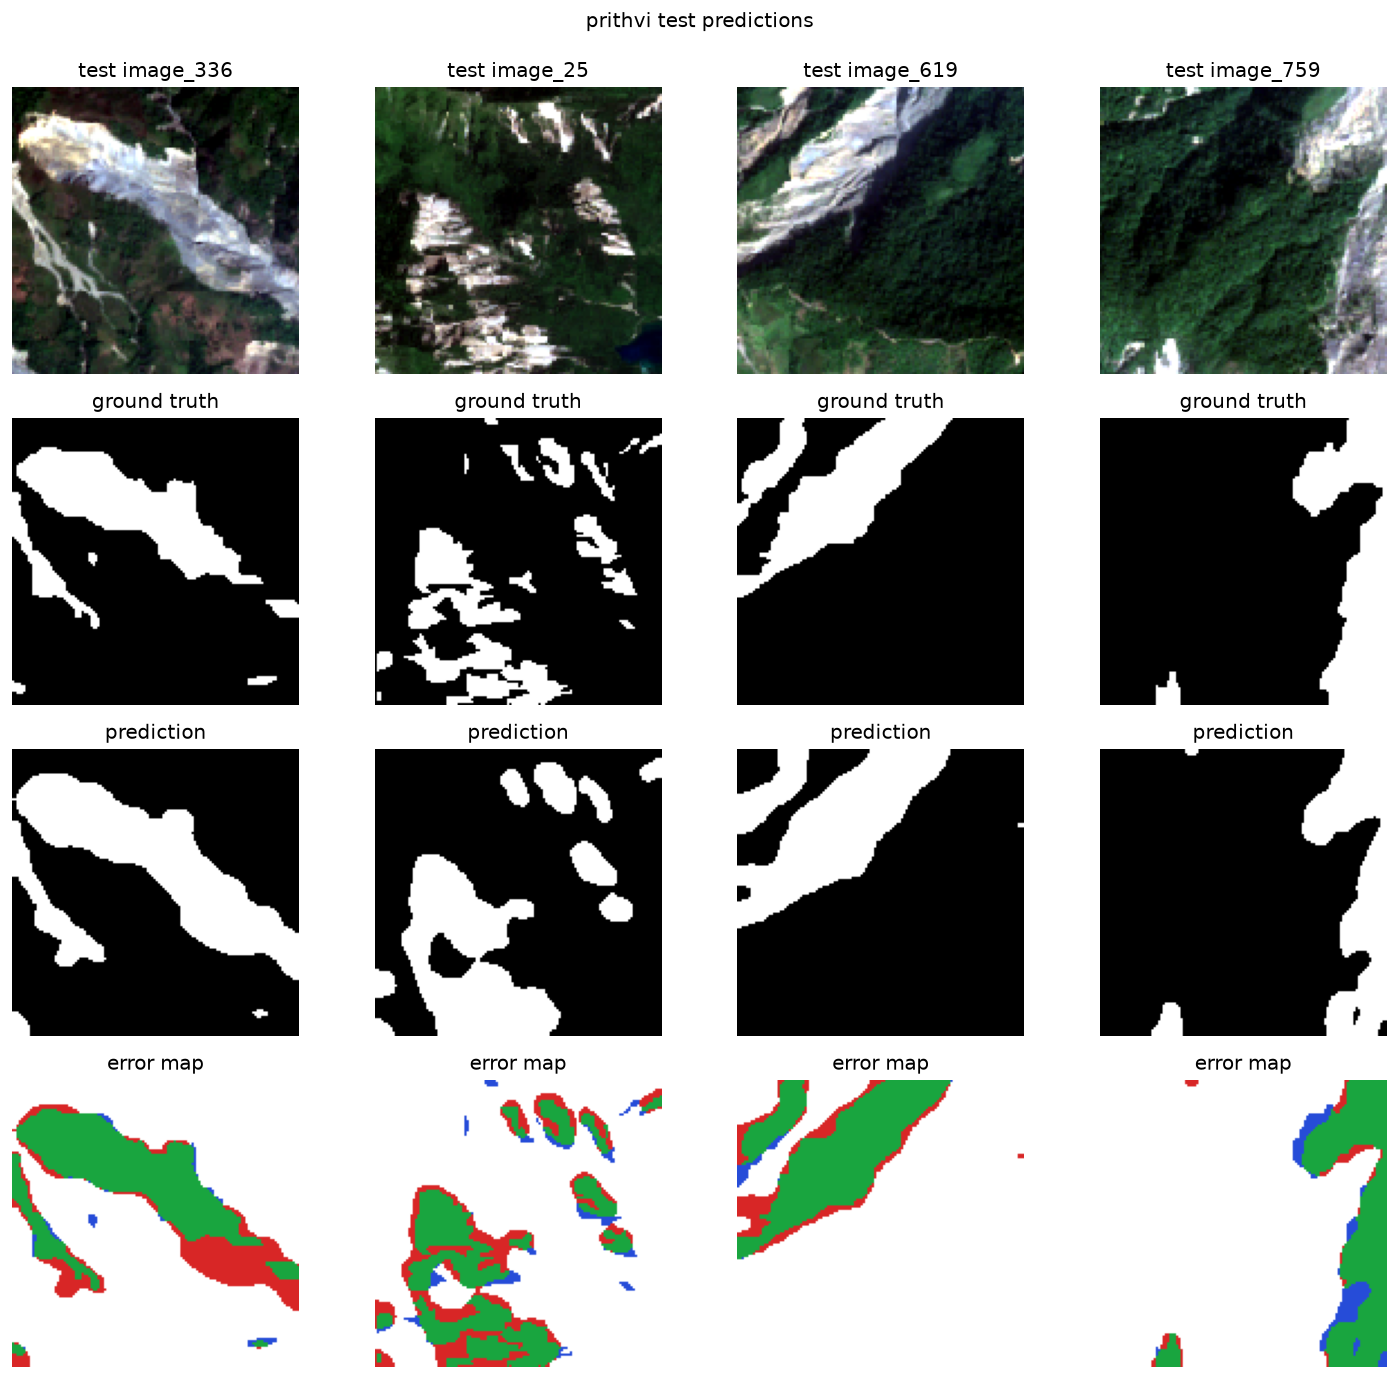 prithvi test predictions
test image_336
test image_25
test image_619
test image_759
ground truth
ground truth
ground truth
ground truth
prediction
prediction
prediction
prediction
error map
error map
error map
error map